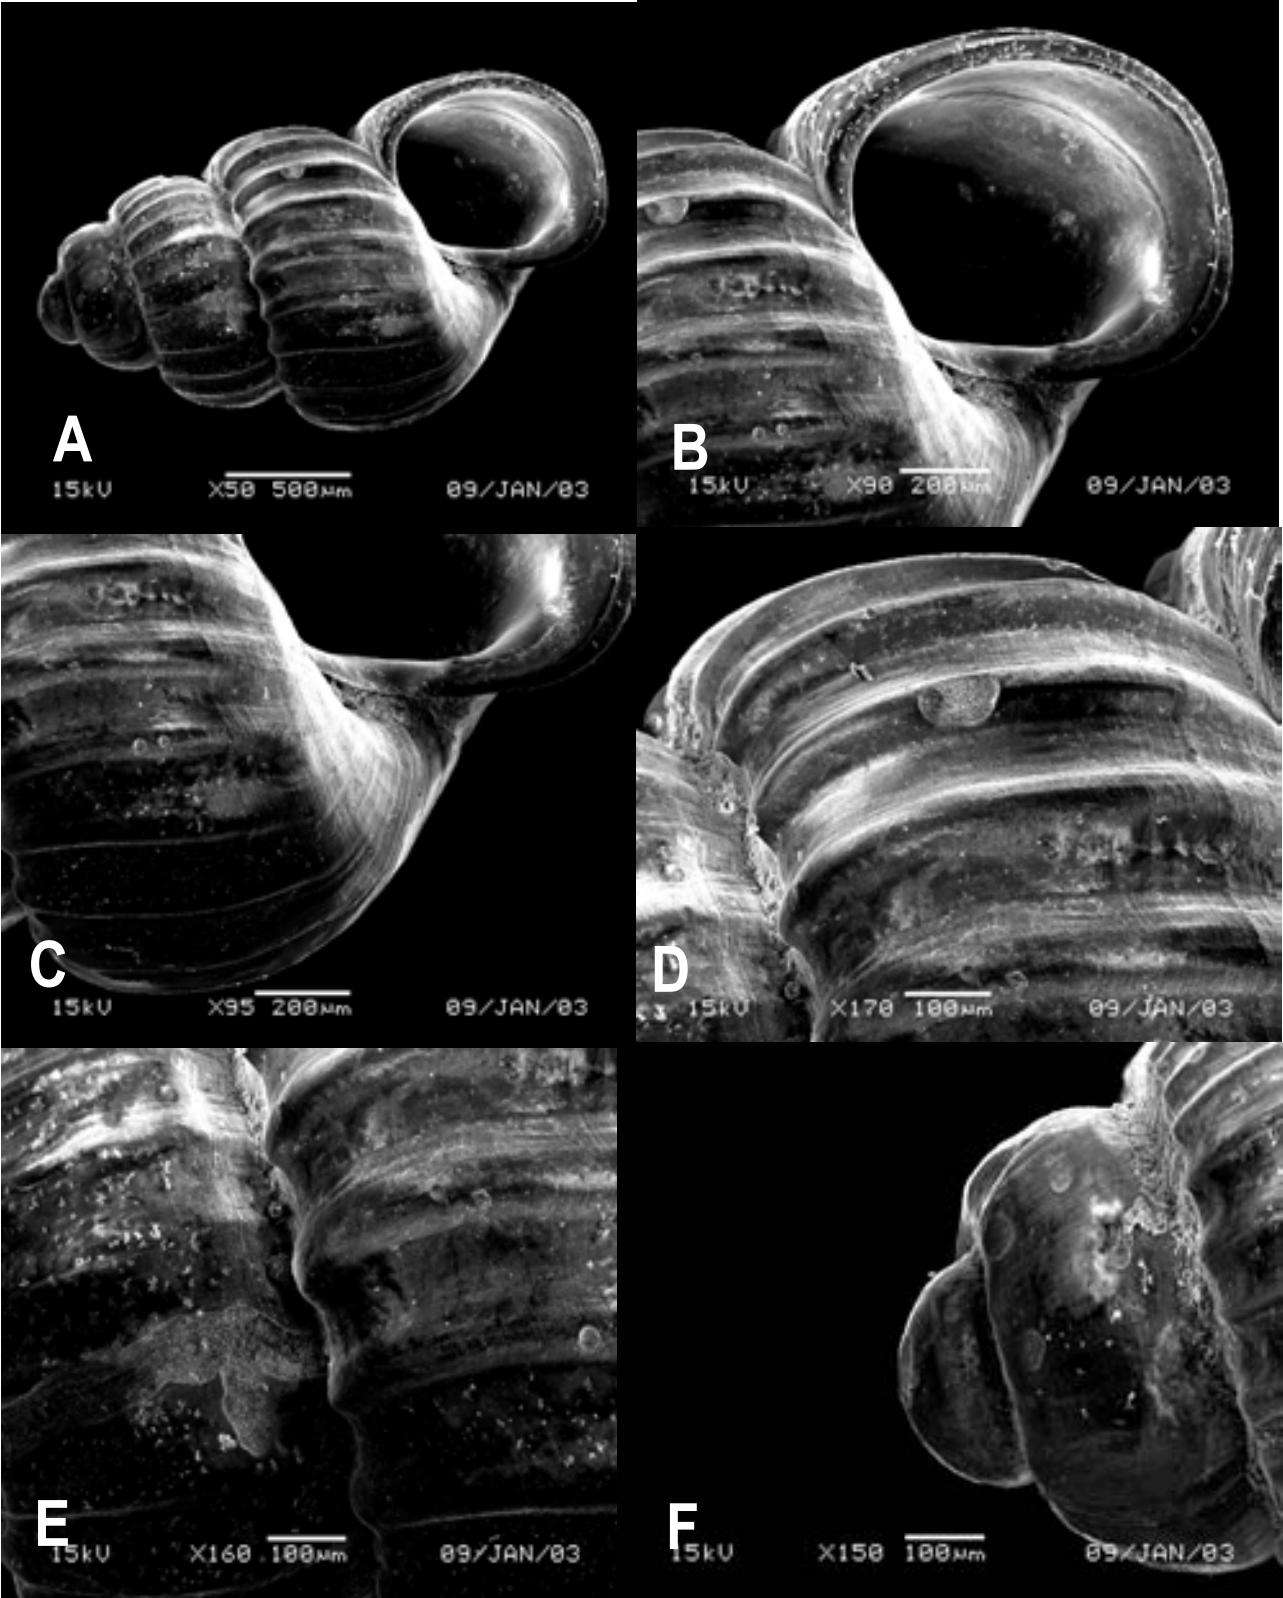 A
15kV X50 500µm 09/JAN/03
B
15kV X90 200µm 09/JAN/03
C
15kV X95 200µm 09/JAN/03
D
15kV X170 100µm 09/JAN/03
E
15kV X160 100µm 09/JAN/03
F
15kV X150 100µm 09/JAN/03